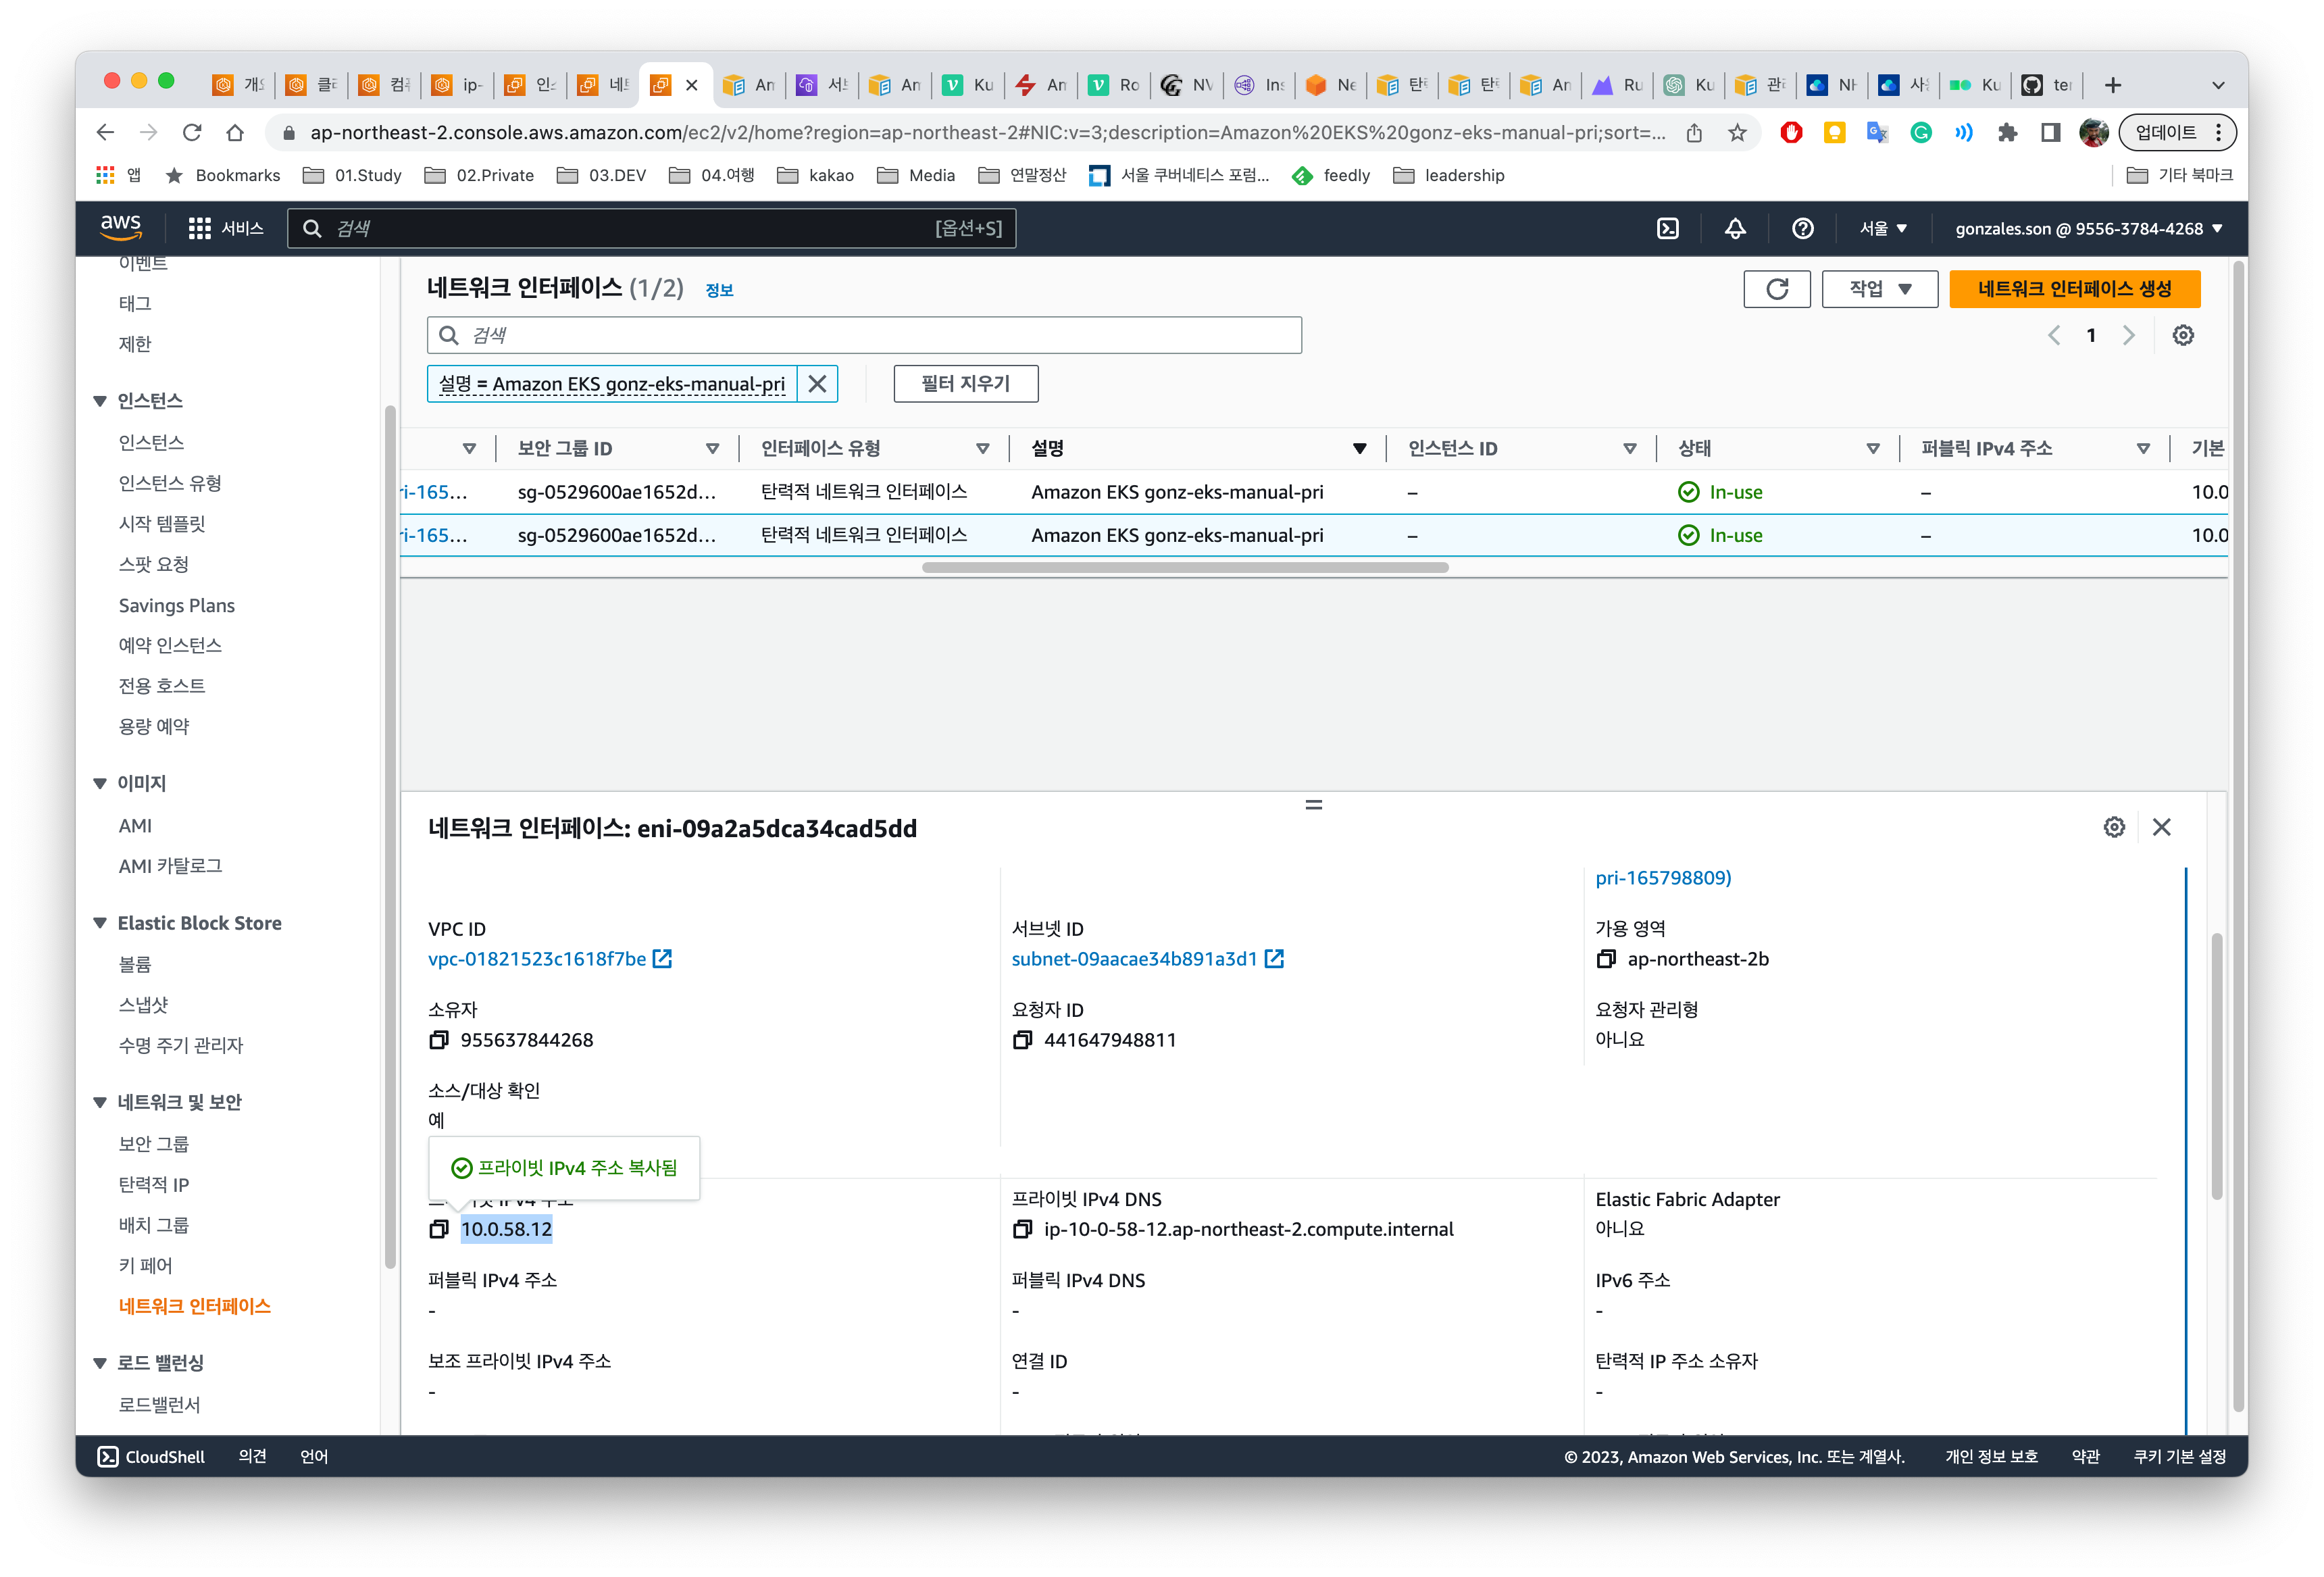 개요
클러
컴퓨
ip-
인스
네트
Am
서브
Am
Ku
Am
Ro
NV
Ins
Ne
탄력
탄력
Am
Ru
Ku
관리
NH
사용
Ku
ter
ap-northeast-2.console.aws.amazon.com/ec2/v2/home?region=ap-northeast-2#NIC:v=3;description=Amazon%20EKS%20gonz-eks-manual-pri;sort=...
업데이트
앱
Bookmarks
01.Study
02.Private
03.DEV
04.여행
kakao
Media
연말정산
서울 쿠버네티스 포럼...
feedly
leadership
기타 북마크
aws
서비스
검색
[옵션+S]
서울
gonzales.son @ 9556-3784-4268
이벤트
태그
제한
인스턴스
인스턴스
인스턴스 유형
시작 템플릿
스팟 요청
Savings Plans
예약 인스턴스
전용 호스트
용량 예약
이미지
AMI
AMI 카탈로그
Elastic Block Store
볼륨
스냅샷
수명 주기 관리자
네트워크 및 보안
보안 그룹
탄력적 IP
배치 그룹
키 페어
네트워크 인터페이스
로드 밸런싱
로드밸런서
네트워크 인터페이스 (1/2) 정보
작업
네트워크 인터페이스 생성
검색
1
설명 = Amazon EKS gonz-eks-manual-pri
필터 지우기
보안 그룹 ID 인터페이스 유형 설명 인스턴스 ID 상태 퍼블릭 IPv4 주소 기본
ri-165... sg-0529600ae1652d... 탄력적 네트워크 인터페이스 Amazon EKS gonz-eks-manual-pri – In-use – 10.0
ri-165... sg-0529600ae1652d... 탄력적 네트워크 인터페이스 Amazon EKS gonz-eks-manual-pri – In-use – 10.0
네트워크 인터페이스: eni-09a2a5dca34cad5dd
pri-165798809)
VPC ID
vpc-01821523c1618f7be
서브넷 ID
subnet-09aacae34b891a3d1
가용 영역
ap-northeast-2b
소유자
955637844268
요청자 ID
441647948811
요청자 관리형
아니요
소스/대상 확인
예
프라이빗 IPv4 주소 복사됨
프라이빗 IPv4 주소
10.0.58.12
프라이빗 IPv4 DNS
ip-10-0-58-12.ap-northeast-2.compute.internal
Elastic Fabric Adapter
아니요
퍼블릭 IPv4 주소
-
퍼블릭 IPv4 DNS
-
IPv6 주소
-
보조 프라이빗 IPv4 주소
-
연결 ID
-
탄력적 IP 주소 소유자
-
CloudShell
의견
언어
© 2023, Amazon Web Services, Inc. 또는 계열사.
개인 정보 보호
약관
쿠키 기본 설정